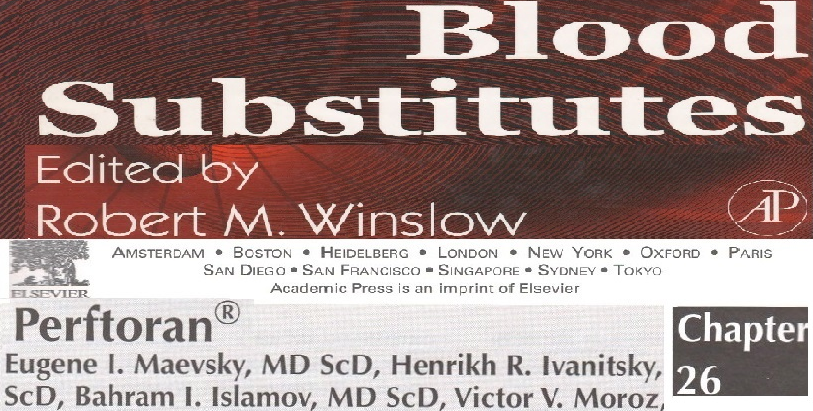 Blood
Substitutes
Edited by
Robert M. Winslow
AP
AMSTERDAM • BOSTON • HEIDELBERG • LONDON • NEW YORK • OXFORD • PARIS
SAN DIEGO • SAN FRANCISCO • SINGAPORE • SYDNEY • TOKYO
Academic Press is an imprint of Elsevier
ELSEVIER
Perftoran®
Chapter
26
Eugene I. Maevsky, MD ScD, Henrikh R. Ivanitsky,
ScD, Bahram I. Islamov, MD ScD, Victor V. Moroz,